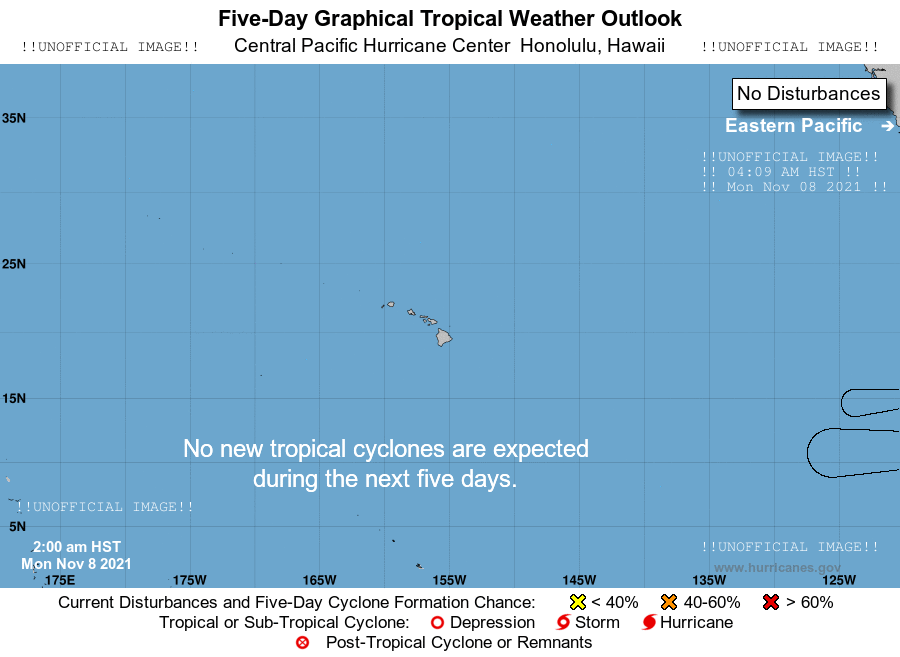 Five-Day Graphical Tropical Weather Outlook
!!UNOFFICIAL IMAGE!! Central Pacific Hurricane Center Honolulu, Hawaii !!UNOFFICIAL IMAGE!!
No Disturbances
35N
Eastern Pacific →
!!UNOFFICIAL IMAGE!!
!! 04:09 AM HST !!
!! Mon Nov 08 2021 !!
25N
15N
No new tropical cyclones are expected
during the next five days.
!!UNOFFICIAL IMAGE!!
5N
2:00 am HST
Mon Nov 8 2021
!!UNOFFICIAL IMAGE!!
www.hurricanes.gov
175E 175W 165W 155W 145W 135W 125W
Current Disturbances and Five-Day Cyclone Formation Chance: < 40% 40-60% > 60%
Tropical or Sub-Tropical Cyclone: Depression Storm Hurricane
Post-Tropical Cyclone or Remnants